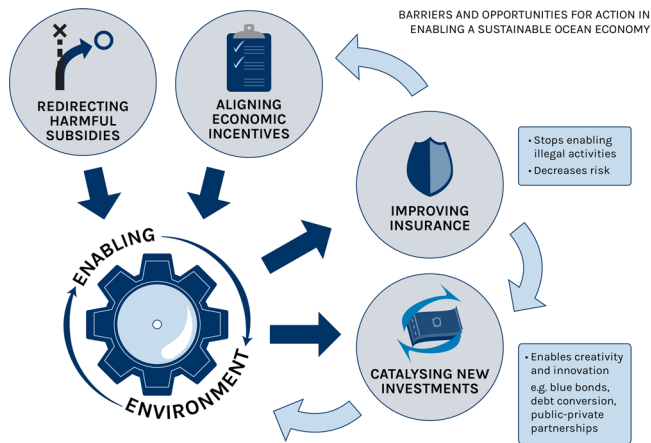 BARRIERS AND OPPORTUNITIES FOR ACTION IN
ENABLING A SUSTAINABLE OCEAN ECONOMY
REDIRECTING
HARMFUL
SUBSIDIES
ALIGNING
ECONOMIC
INCENTIVES
IMPROVING
INSURANCE
• Stops enabling
illegal activities
• Decreases risk
ENABLING
ENVIRONMENT
CATALYSING NEW
INVESTMENTS
• Enables creativity
and innovation
e.g. blue bonds,
debt conversion,
public-private
partnerships